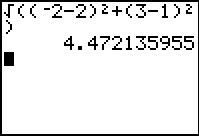 √((⁻2-2)²+(3-1)²
)
4.472135955